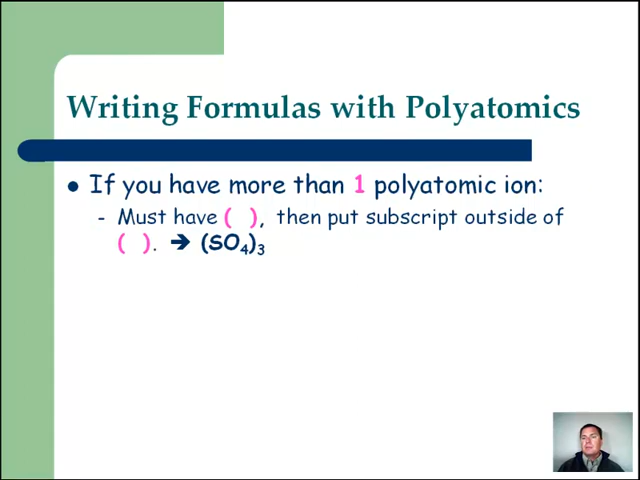 Writing Formulas with Polyatomics
● If you have more than 1 polyatomic ion:
- Must have ( ), then put subscript outside of
( ). ➔ (SO₄)₃